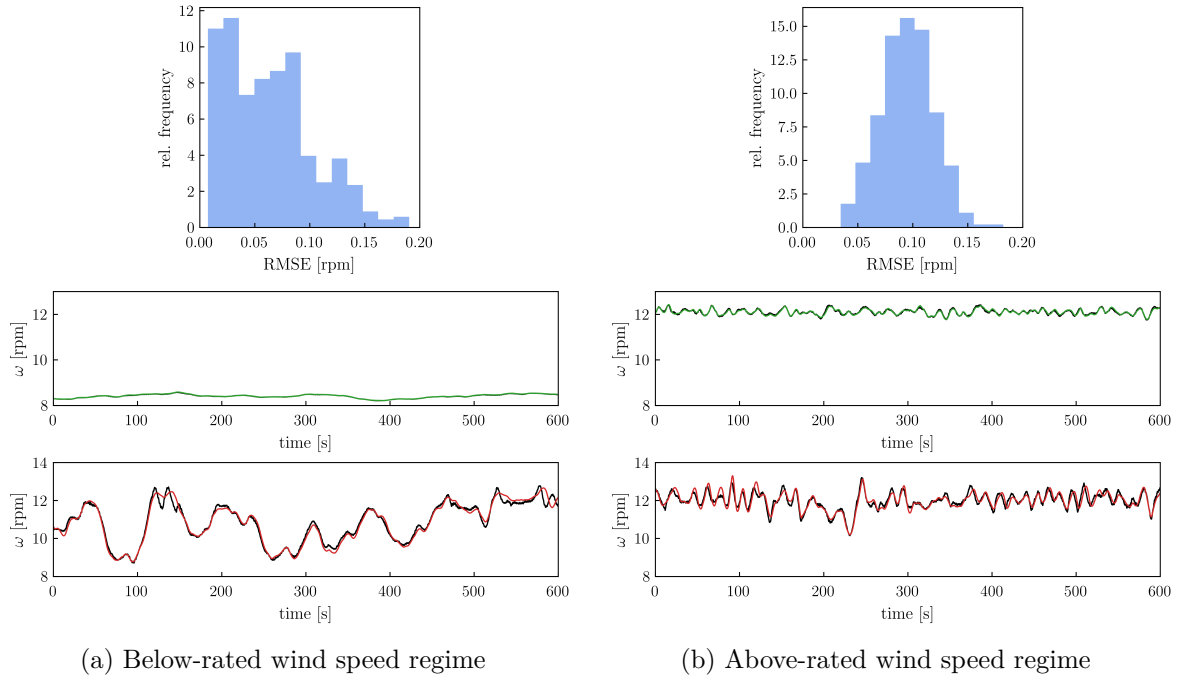 12
10
8
6
4
2
0
rel. frequency
0.00 0.05 0.10 0.15 0.20
RMSE [rpm]
15.0
12.5
10.0
7.5
5.0
2.5
0.0
rel. frequency
0.00 0.05 0.10 0.15 0.20
RMSE [rpm]
12
10
8
ω [rpm]
0 100 200 300 400 500 600
time [s]
12
10
8
ω [rpm]
0 100 200 300 400 500 600
time [s]
14
12
10
8
ω [rpm]
0 100 200 300 400 500 600
time [s]
14
12
10
8
ω [rpm]
0 100 200 300 400 500 600
time [s]
(a) Below-rated wind speed regime
(b) Above-rated wind speed regime